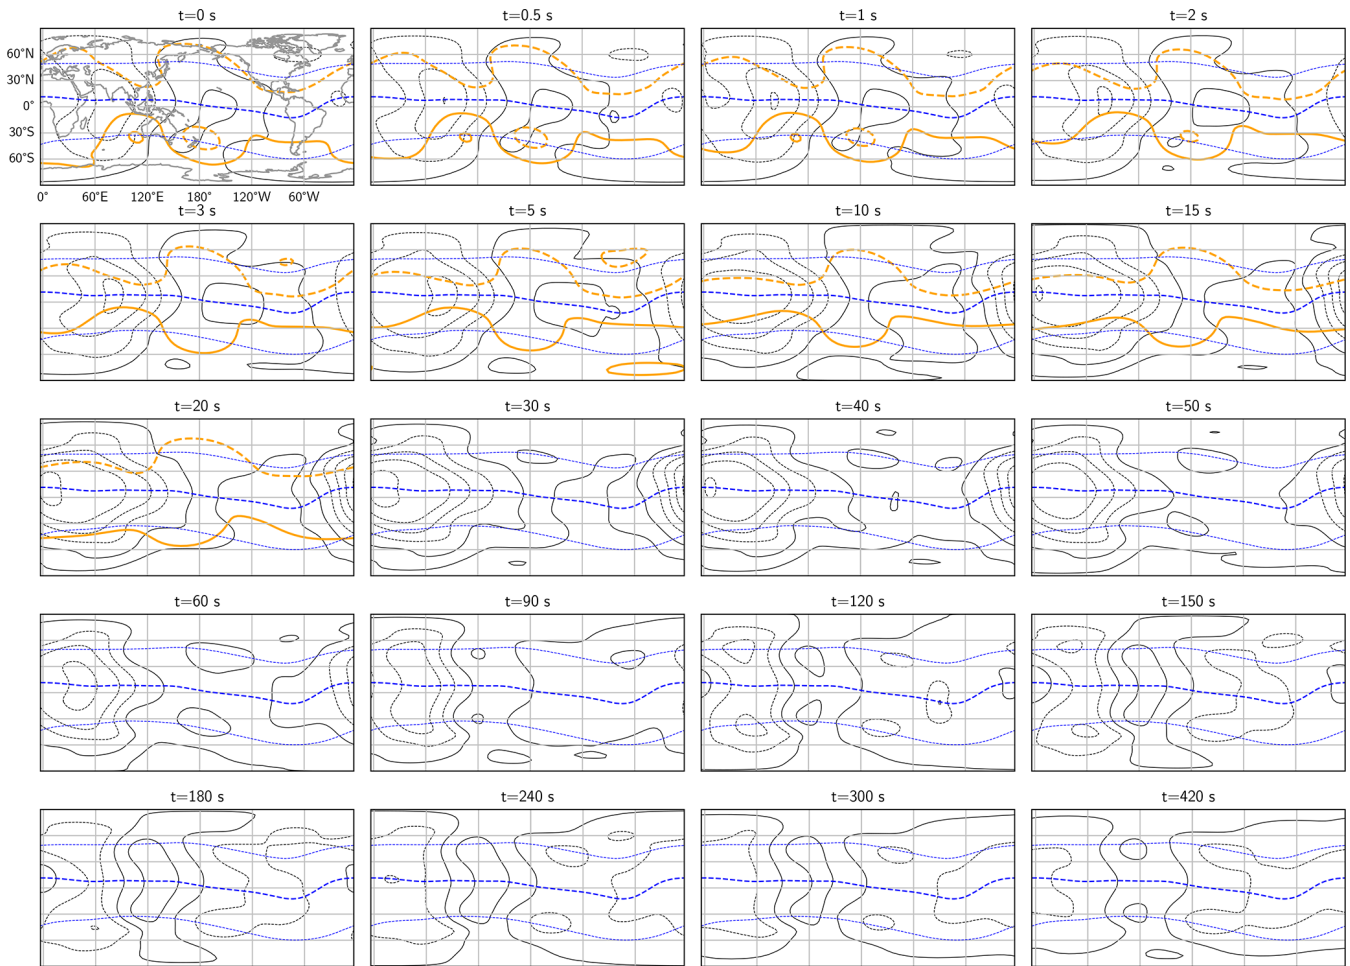 t=0 s
t=0.5 s
t=1 s
t=2 s
60°N
30°N
0°
30°S
60°S
0°
60°E
120°E
180°
120°W
60°W
t=3 s
t=5 s
t=10 s
t=15 s
t=20 s
t=30 s
t=40 s
t=50 s
t=60 s
t=90 s
t=120 s
t=150 s
t=180 s
t=240 s
t=300 s
t=420 s